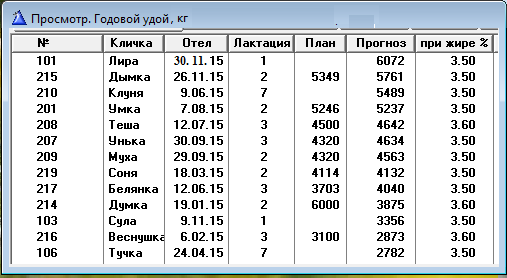 Просмотр. Годовой удой, кг
№ Кличка Отел Лактация План Прогноз при жире %
101 Лира 30.11.15 1 6072 3.50
215 Дымка 26.11.15 2 5349 5761 3.50
210 Клуня 9.06.15 7 5489 3.50
201 Умка 7.08.15 2 5246 5237 3.50
208 Теша 12.07.15 3 4500 4642 3.60
207 Унька 30.09.15 3 4320 4634 3.50
209 Муха 29.09.15 2 4320 4563 3.50
219 Соня 18.03.15 2 4114 4132 3.50
217 Белянка 12.06.15 3 3703 4040 3.50
214 Думка 19.01.15 2 6000 3875 3.60
103 Сула 9.11.15 1 3356 3.50
216 Веснушка 6.02.15 3 3100 2873 3.60
106 Тучка 24.04.15 7 2782 3.50